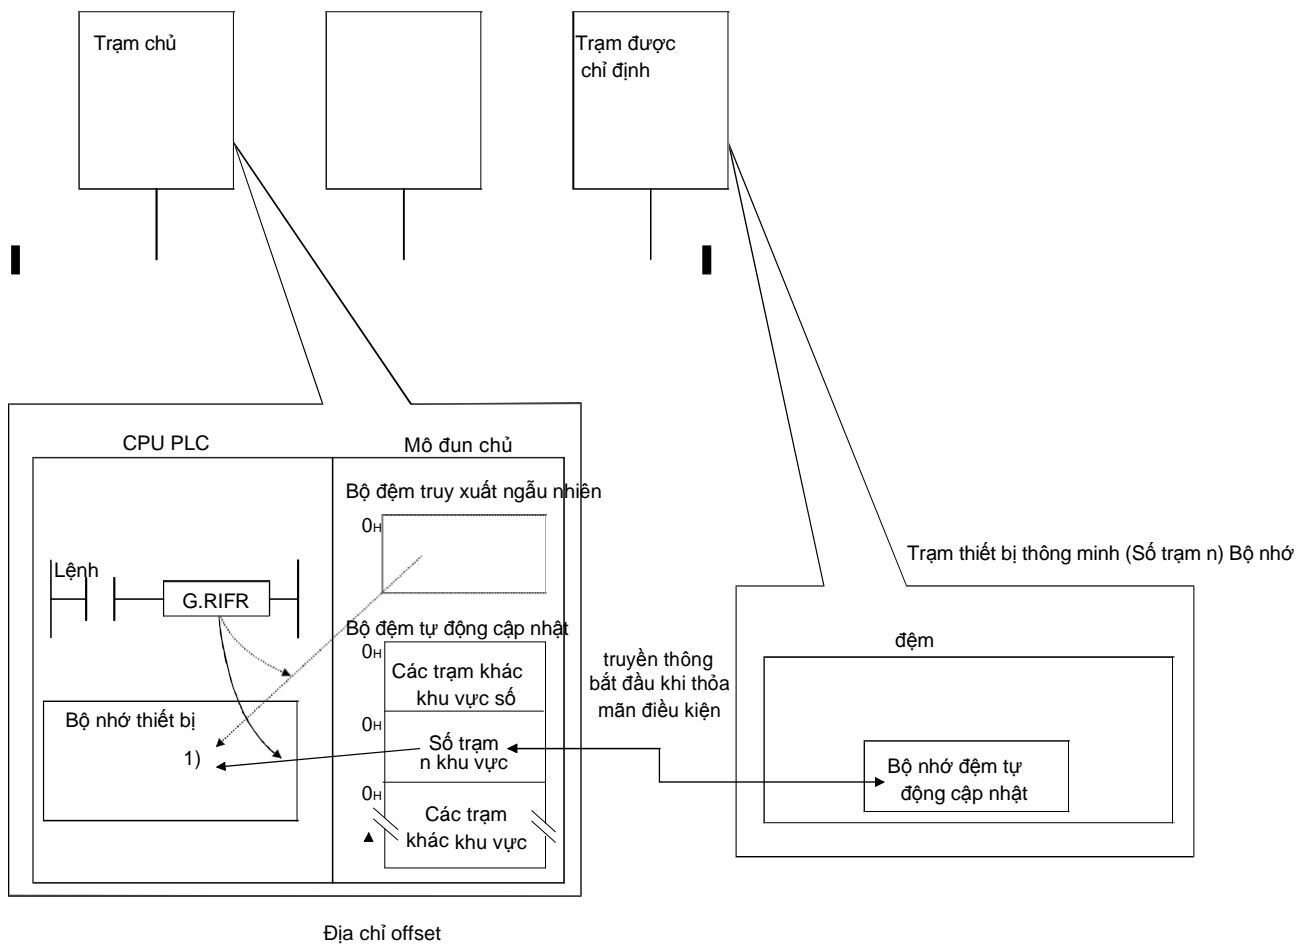 Trạm chủ
Trạm được
chỉ định
CPU PLC
Mô đun chủ
Bộ đệm truy xuất ngẫu nhiên
0H
Lệnh
G.RIFR
Bộ đệm tự động cập nhật
0H
Các trạm khác
khu vực số
Bộ nhớ thiết bị
1)
0H
Số trạm
n khu vực
0H
Các trạm
khác khu vực
truyền thông
bắt đầu khi thỏa
mãn điều kiện
Trạm thiết bị thông minh (Số trạm n) Bộ nhớ
đệm
Bộ nhớ đệm tự
động cập nhật
Địa chỉ offset